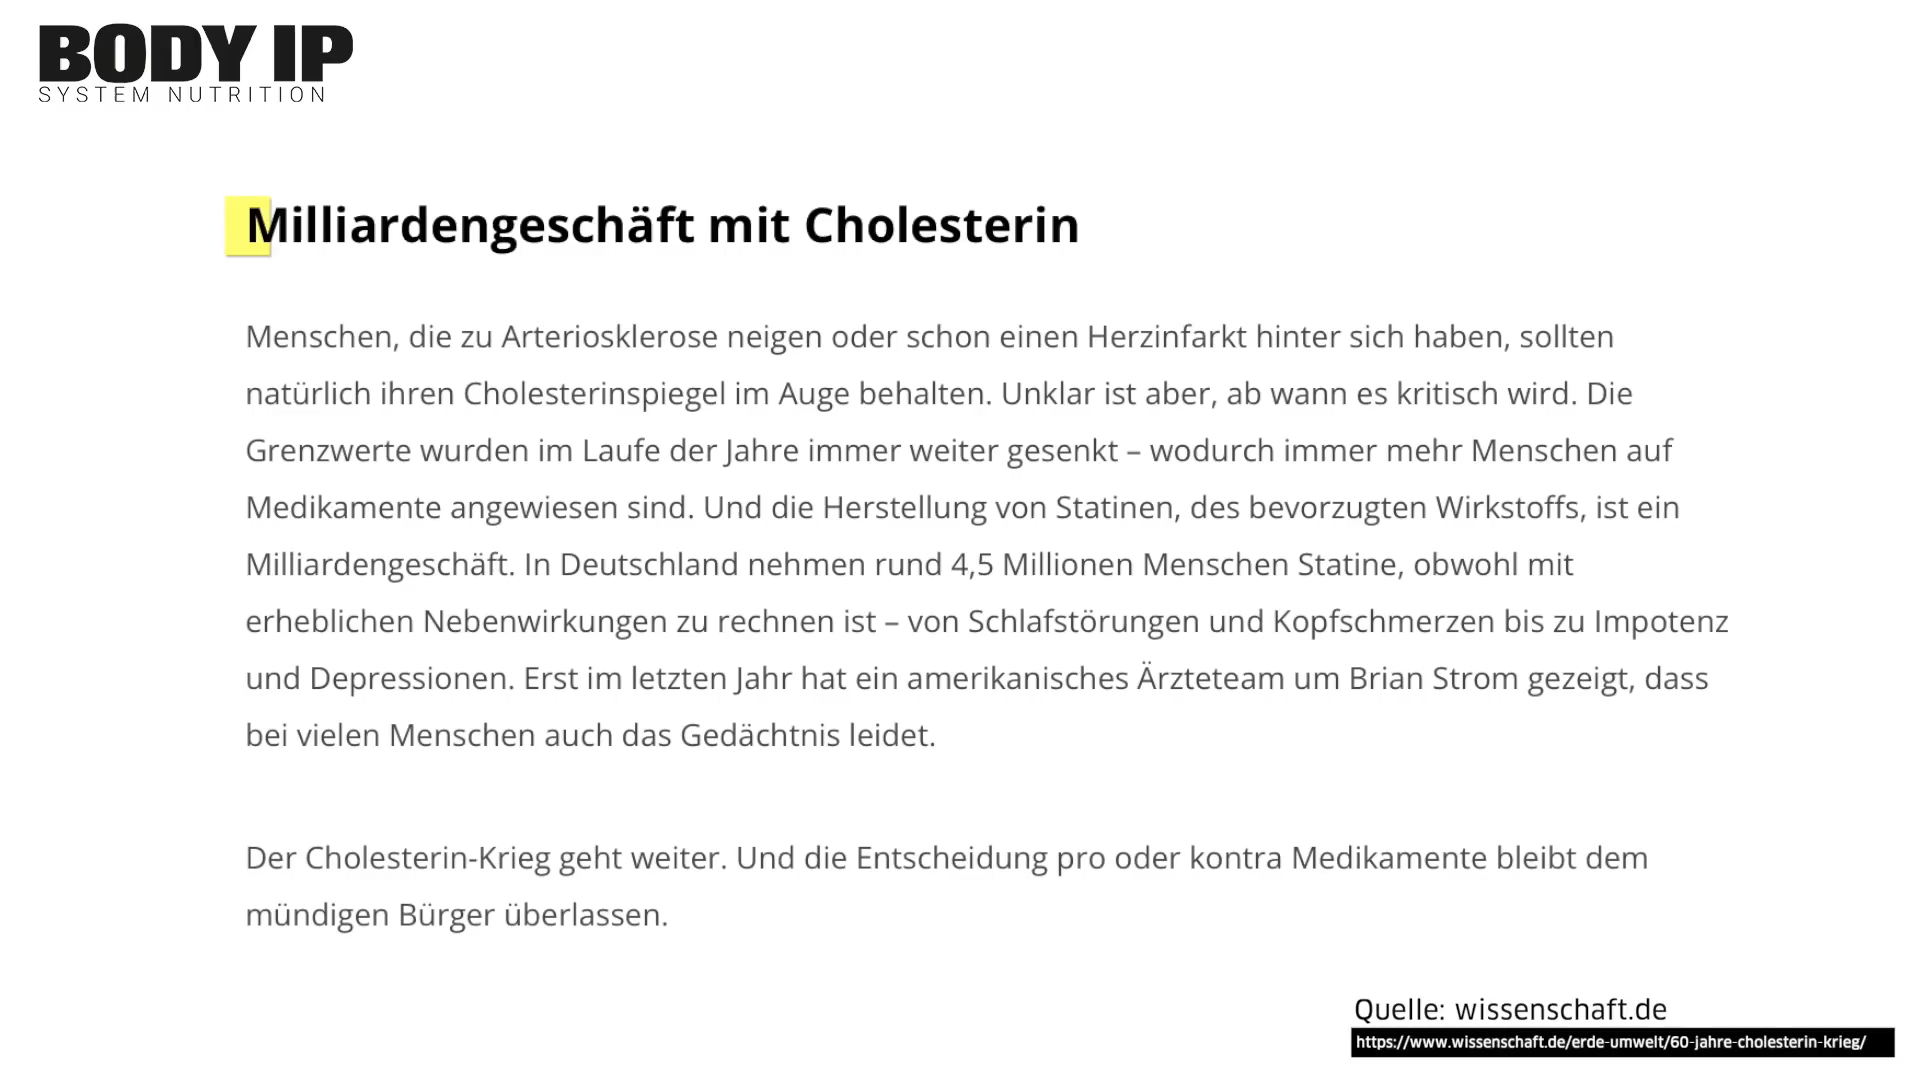 BODY IP
SYSTEM NUTRITION
Milliardengeschäft mit Cholesterin
Menschen, die zu Arteriosklerose neigen oder schon einen Herzinfarkt hinter sich haben, sollten
natürlich ihren Cholesterinspiegel im Auge behalten. Unklar ist aber, ab wann es kritisch wird. Die
Grenzwerte wurden im Laufe der Jahre immer weiter gesenkt – wodurch immer mehr Menschen auf
Medikamente angewiesen sind. Und die Herstellung von Statinen, des bevorzugten Wirkstoffs, ist ein
Milliardengeschäft. In Deutschland nehmen rund 4,5 Millionen Menschen Statine, obwohl mit
erheblichen Nebenwirkungen zu rechnen ist – von Schlafstörungen und Kopfschmerzen bis zu Impotenz
und Depressionen. Erst im letzten Jahr hat ein amerikanisches Ärzteteam um Brian Strom gezeigt, dass
bei vielen Menschen auch das Gedächtnis leidet.
Der Cholesterin-Krieg geht weiter. Und die Entscheidung pro oder kontra Medikamente bleibt dem
mündigen Bürger überlassen.
Quelle: wissenschaft.de
https://www.wissenschaft.de/erde-umwelt/60-jahre-cholesterin-krieg/